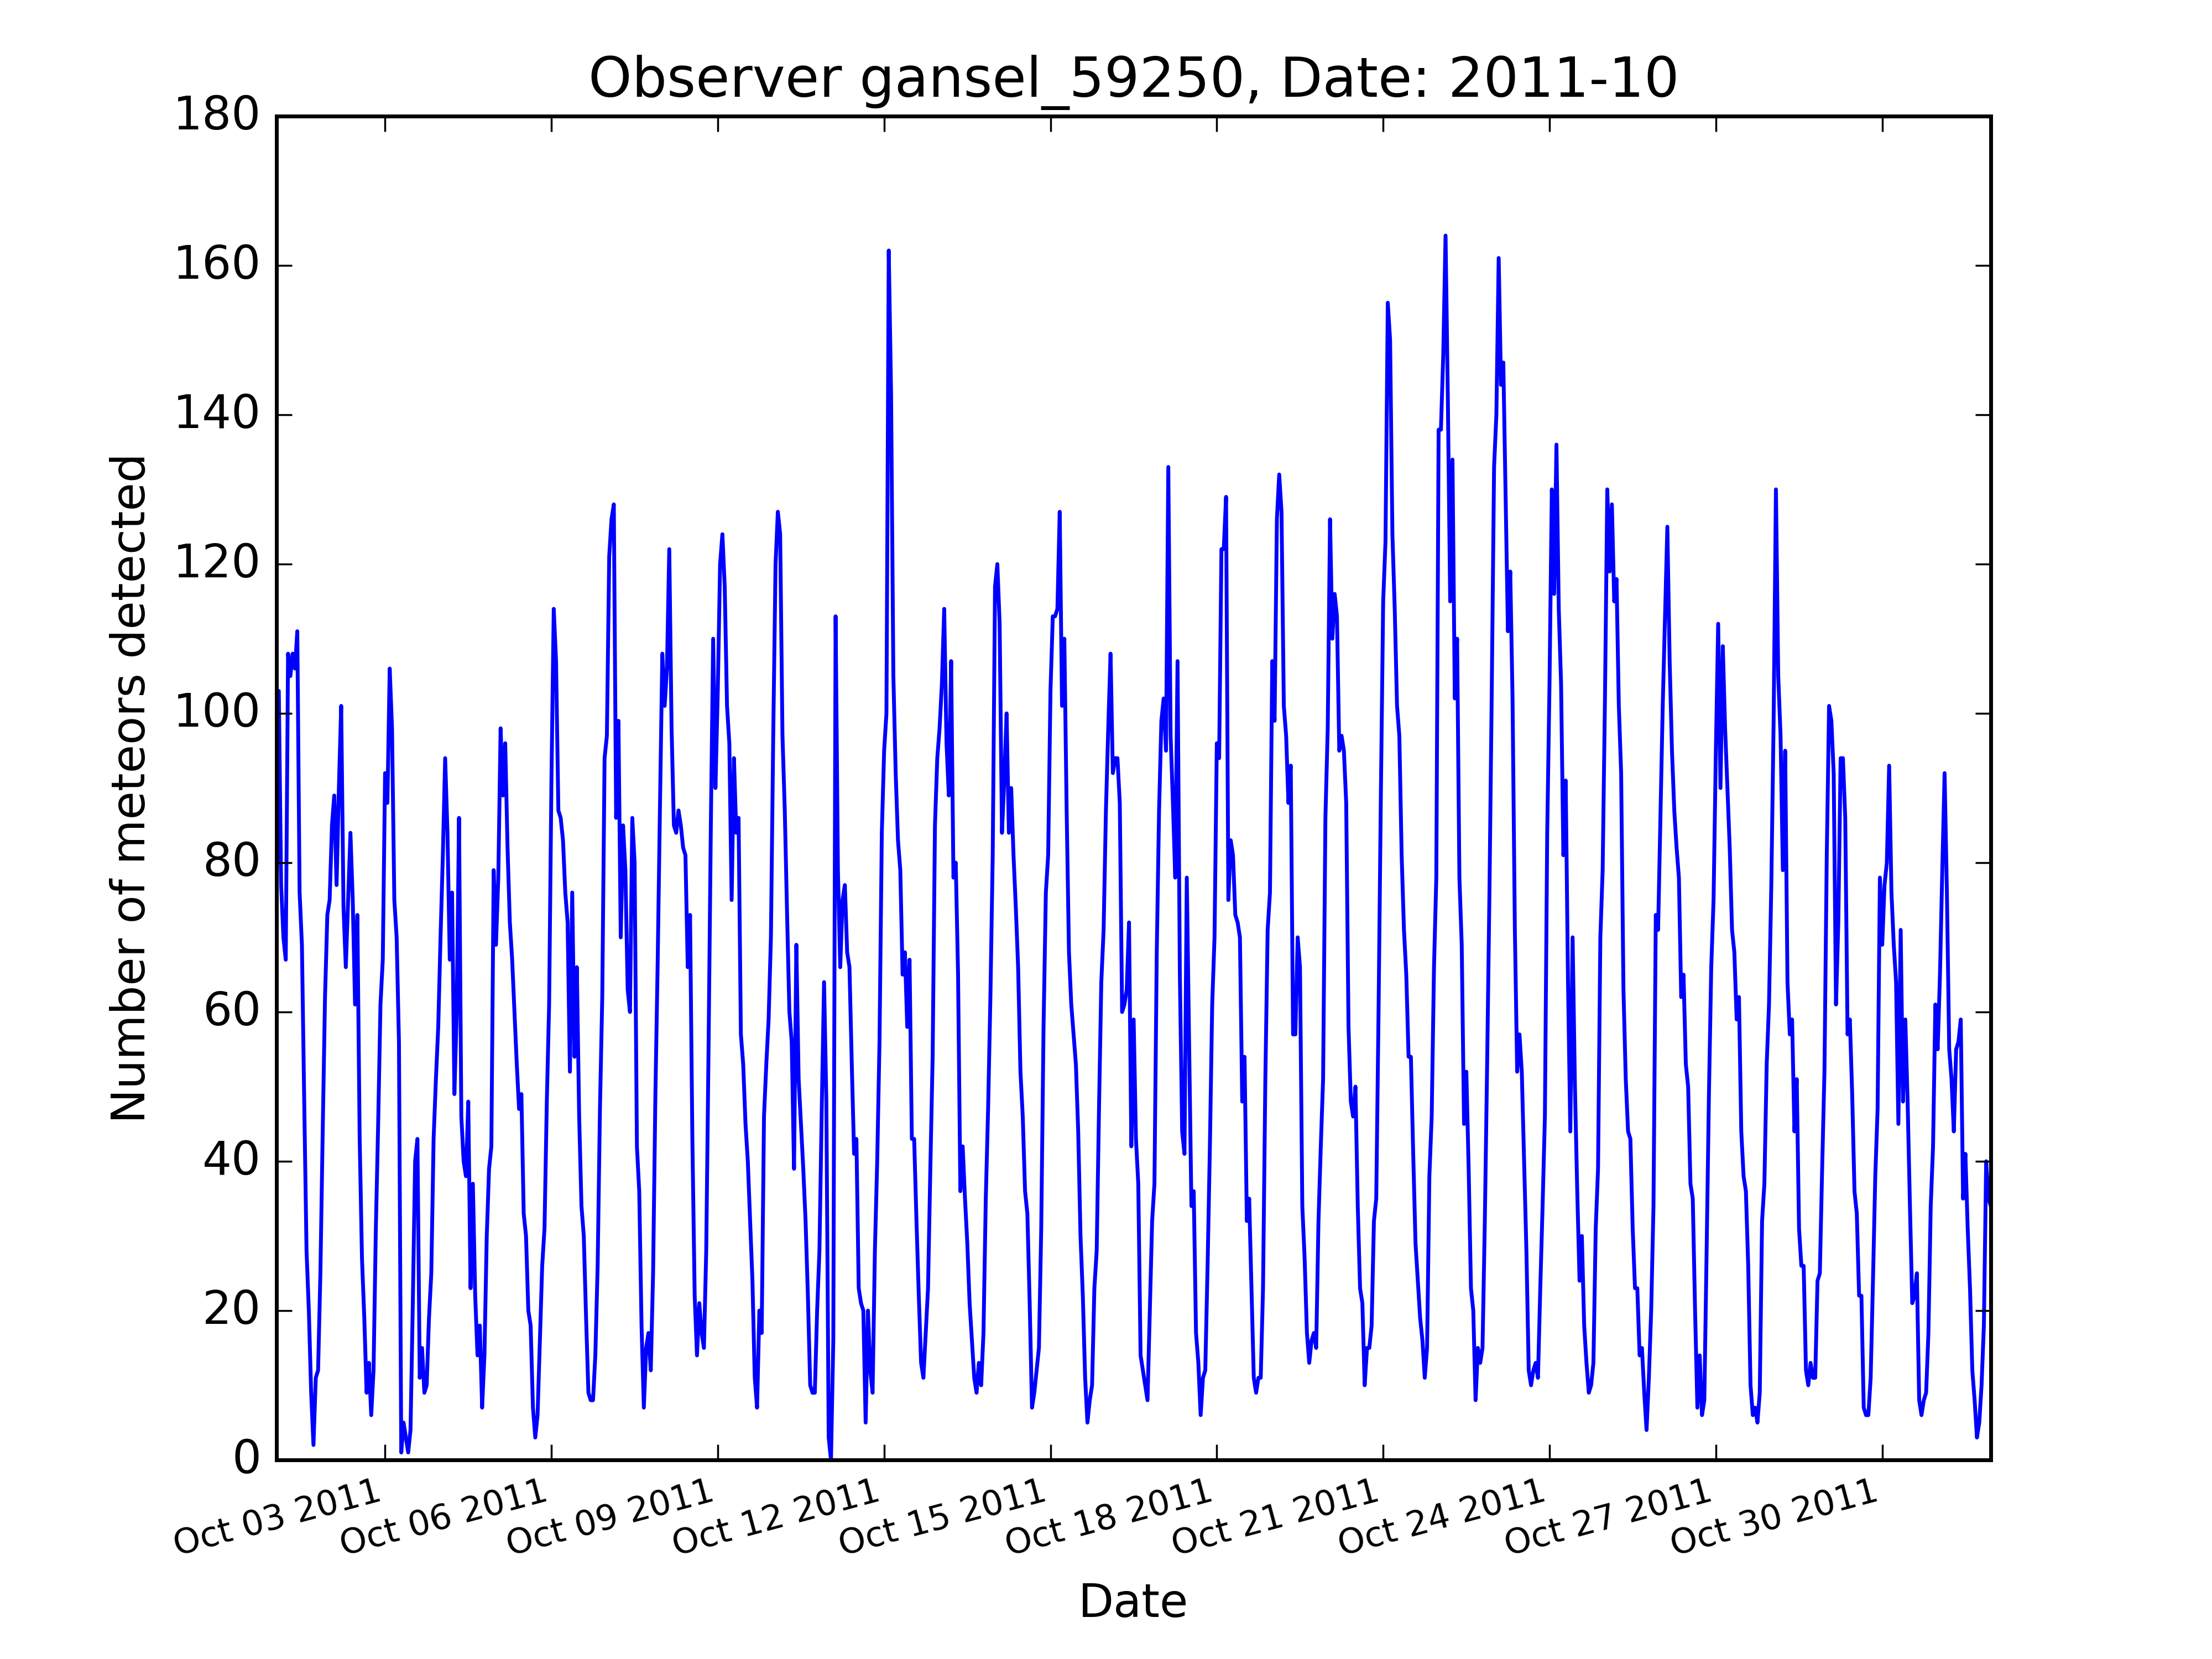 Observer gansel_59250, Date: 2011-10
180
160
140
120
100
80
60
40
20
0
Number of meteors detected
Oct 03 2011
Oct 06 2011
Oct 09 2011
Oct 12 2011
Oct 15 2011
Oct 18 2011
Oct 21 2011
Oct 24 2011
Oct 27 2011
Oct 30 2011
Date